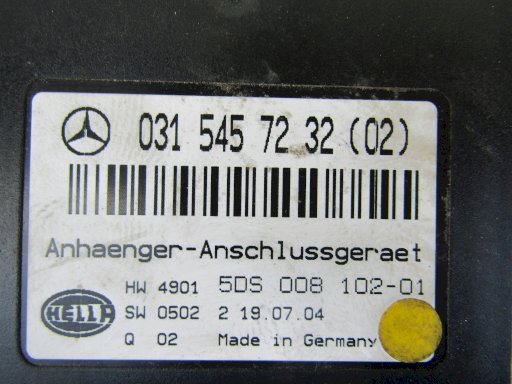 031 545 72 32 (02)
Anhaenger-Anschlussgeraet
HW 4901 5DS 008 102-01
HELLA SW 0502 2 19.07.04
Q 02 Made in Germany